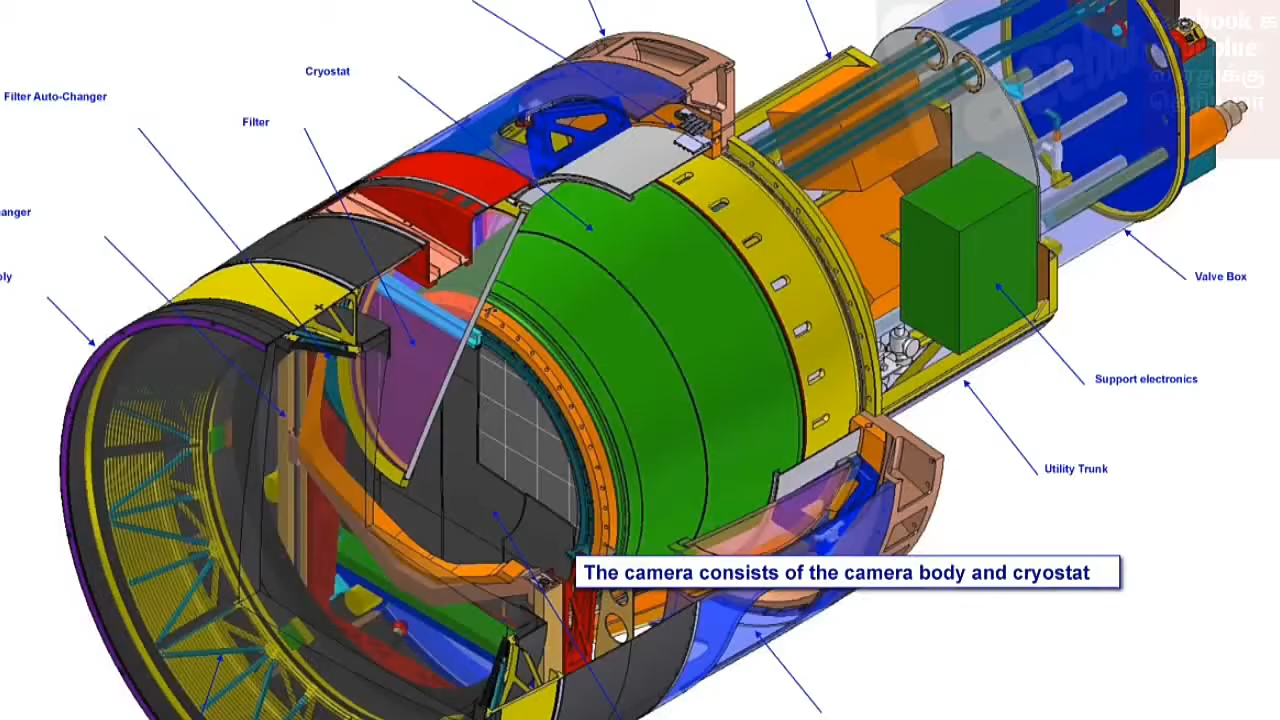 Cryostat
Filter Auto-Changer
Filter
anger
ply
Valve Box
Support electronics
Utility Trunk
The camera consists of the camera body and cryostat